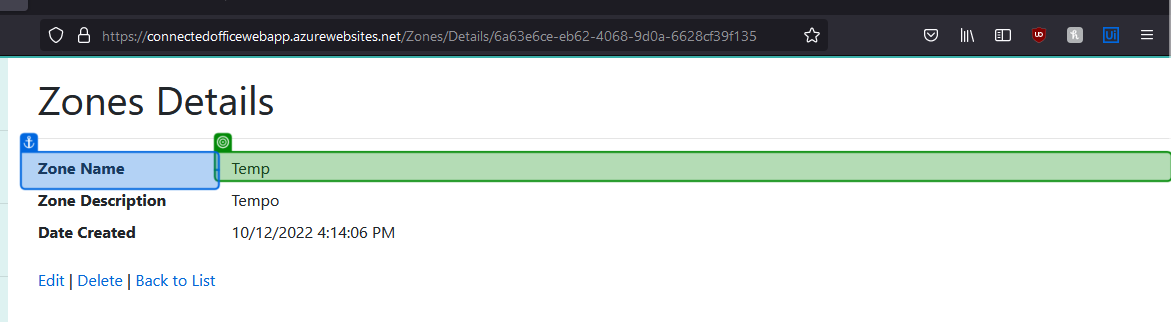 https://connectedofficewebapp.azurewebsites.net/Zones/Details/6a63e6ce-eb62-4068-9d0a-6628cf39f135
Zones Details
Zone Name Temp
Zone Description Tempo
Date Created 10/12/2022 4:14:06 PM
Edit | Delete | Back to List